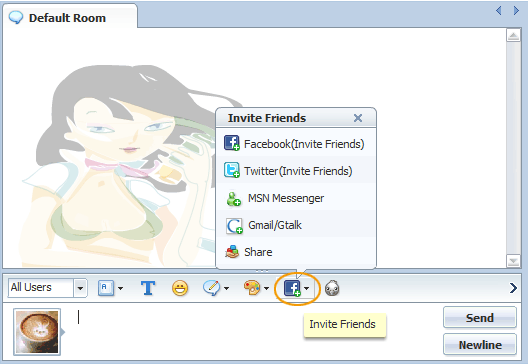 Default Room
Invite Friends
Facebook(Invite Friends)
Twitter(Invite Friends)
MSN Messenger
Gmail/Gtalk
Share
All Users
Invite Friends
Send
Newline